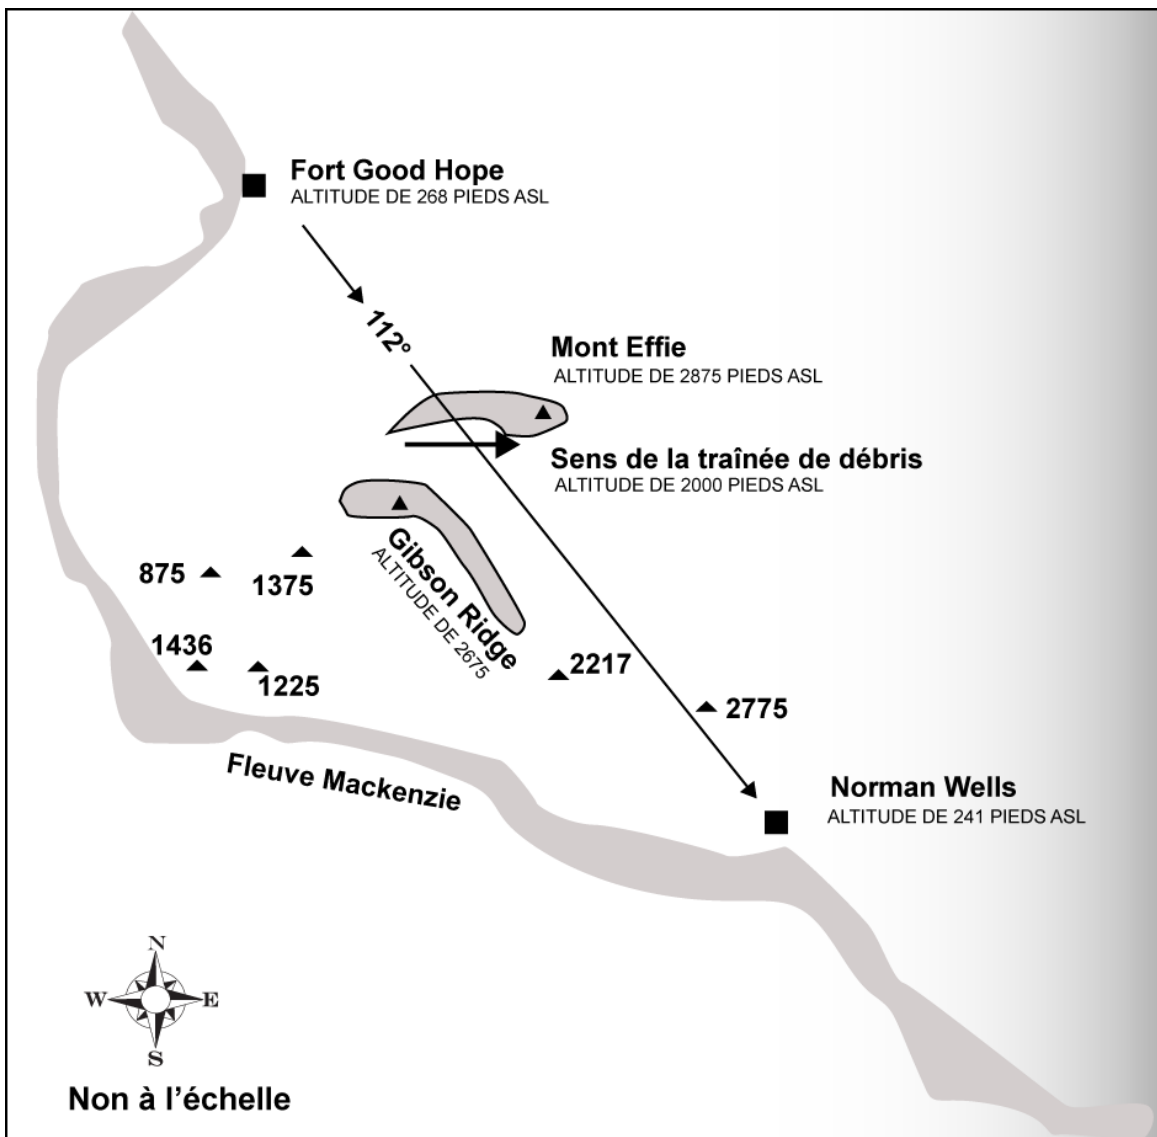 Fort Good Hope
ALTITUDE DE 268 PIEDS ASL
112°
Mont Effie
ALTITUDE DE 2875 PIEDS ASL
Sens de la traînée de débris
ALTITUDE DE 2000 PIEDS ASL
Gibson Ridge
ALTITUDE DE 2675
875
1375
1436
1225
2217
2775
Fleuve Mackenzie
Norman Wells
ALTITUDE DE 241 PIEDS ASL
N
W
E
S
Non à l'échelle